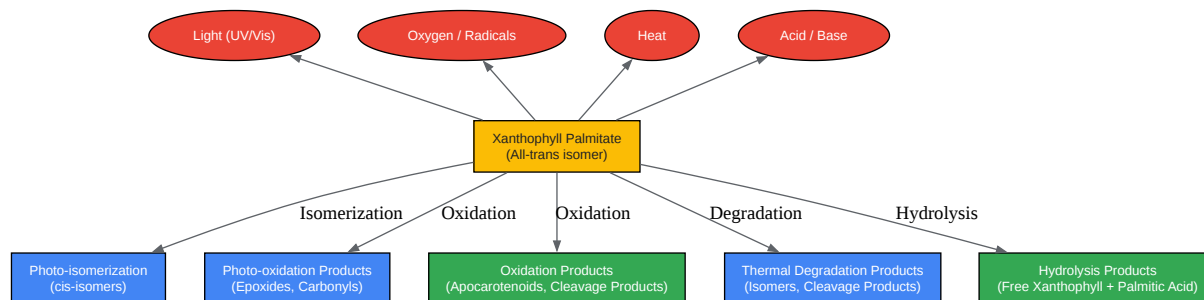 Light (UV/Vis)
Oxygen / Radicals
Heat
Acid / Base
Xanthophyll Palmitate
(All-trans isomer)
Isomerization
Oxidation
Oxidation
Degradation
Hydrolysis
Photo-isomerization
(cis-isomers)
Photo-oxidation Products
(Epoxides, Carbonyls)
Oxidation Products
(Apocarotenoids, Cleavage Products)
Thermal Degradation Products
(Isomers, Cleavage Products)
Hydrolysis Products
(Free Xanthophyll + Palmitic Acid)